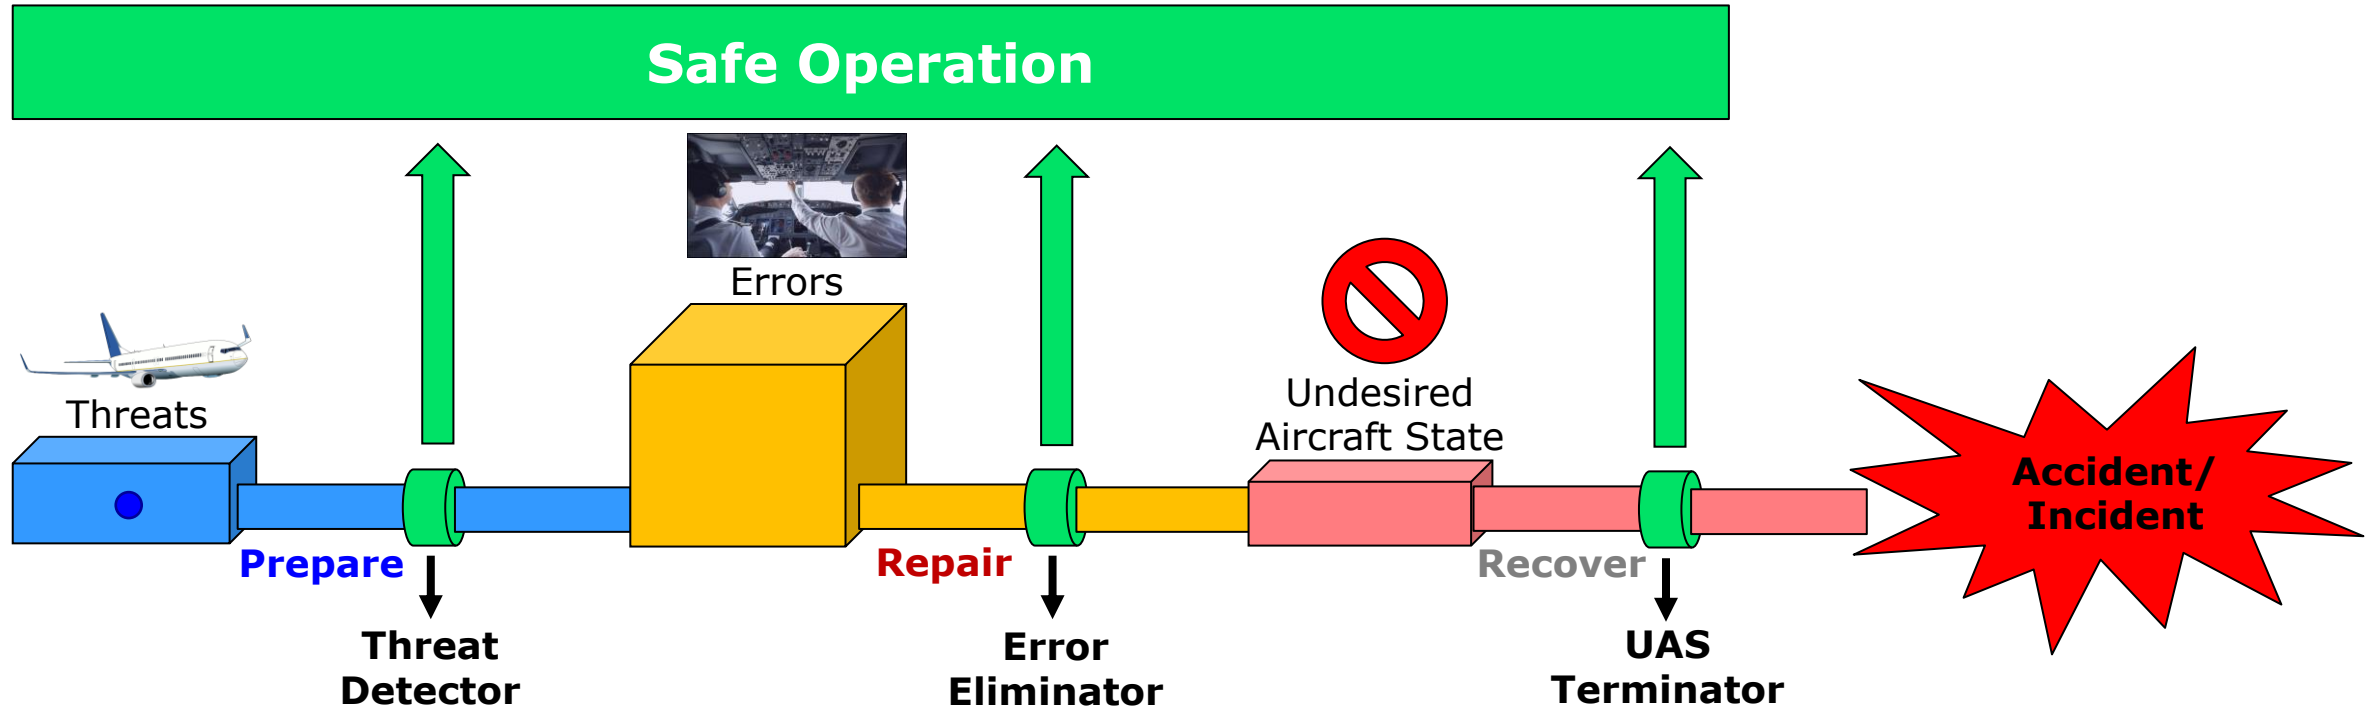 Safe Operation
Errors
Threats
Undesired
Aircraft State
Accident/
Incident
Prepare
Repair
Recover
Threat
Detector
Error
Eliminator
UAS
Terminator